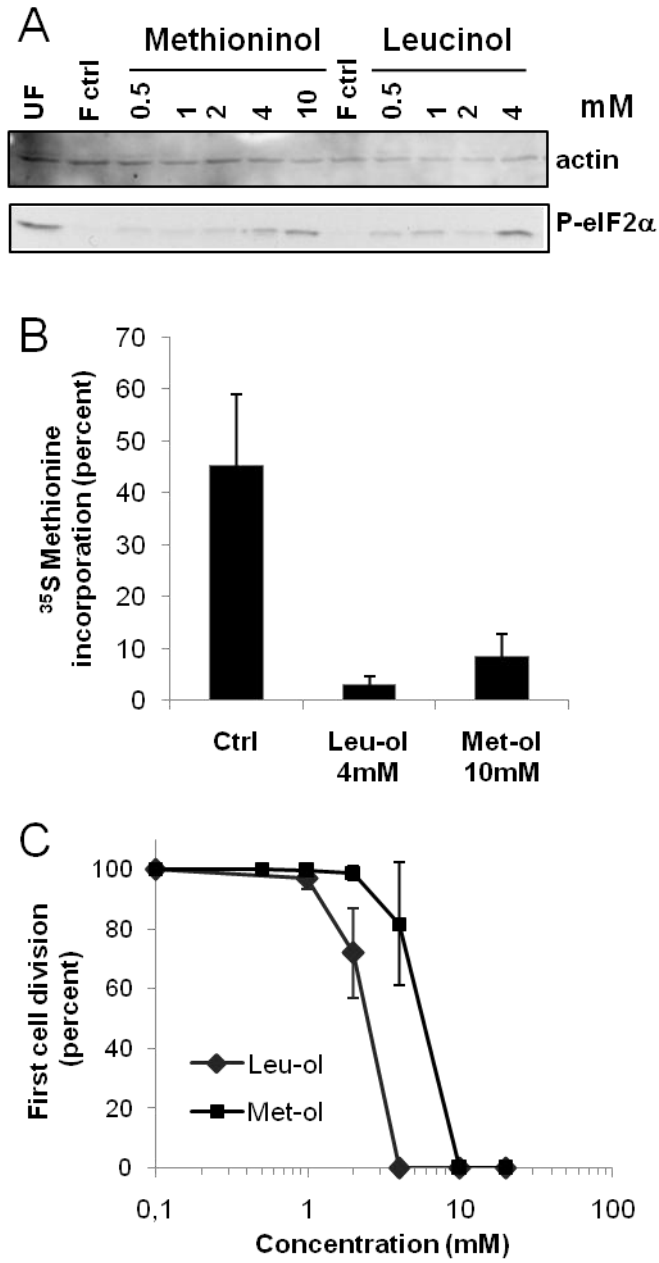 A
Methioninol Leucinol
UF F ctrl 0.5 1 2 4 10 F ctrl 0.5 1 2 4 mM
actin
P-eIF2α
B
70
60
50
40
30
20
10
0
³⁵S Methionine
incorporation (percent)
Ctrl Leu-ol Met-ol
4mM 10mM
C
100
80
60
40
20
0
First cell division
(percent)
Leu-ol
Met-ol
0,1 1 10 100
Concentration (mM)